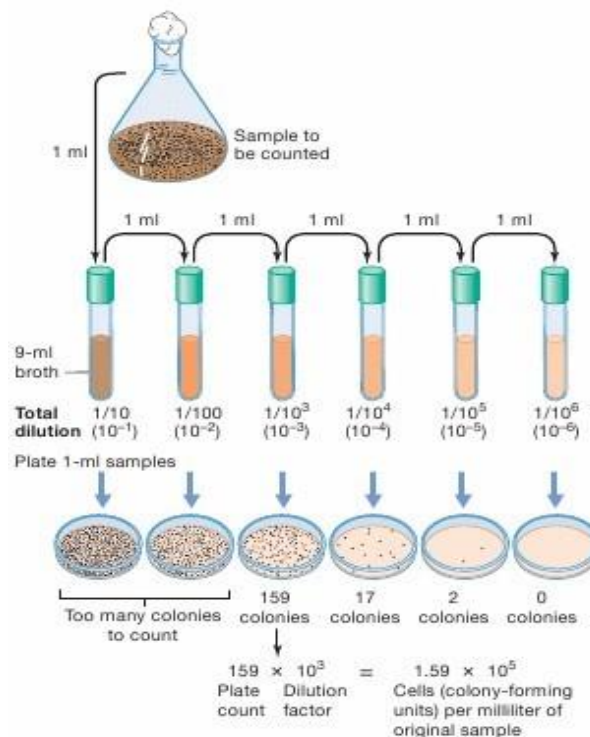 Sample to
be counted
1 ml
1 ml
1 ml
1 ml
1 ml
1 ml
9-ml
broth
Total
dilution
1/10
(10⁻¹)
1/100
(10⁻²)
1/10³
(10⁻³)
1/10⁴
(10⁻⁴)
1/10⁵
(10⁻⁵)
1/10⁶
(10⁻⁶)
Plate 1-ml samples
Too many colonies
to count
159
colonies
17
colonies
2
colonies
0
colonies
159 × 10³ = 1.59 × 10⁵
Plate
count
Dilution
factor
Cells (colony-forming
units) per milliliter of
original sample